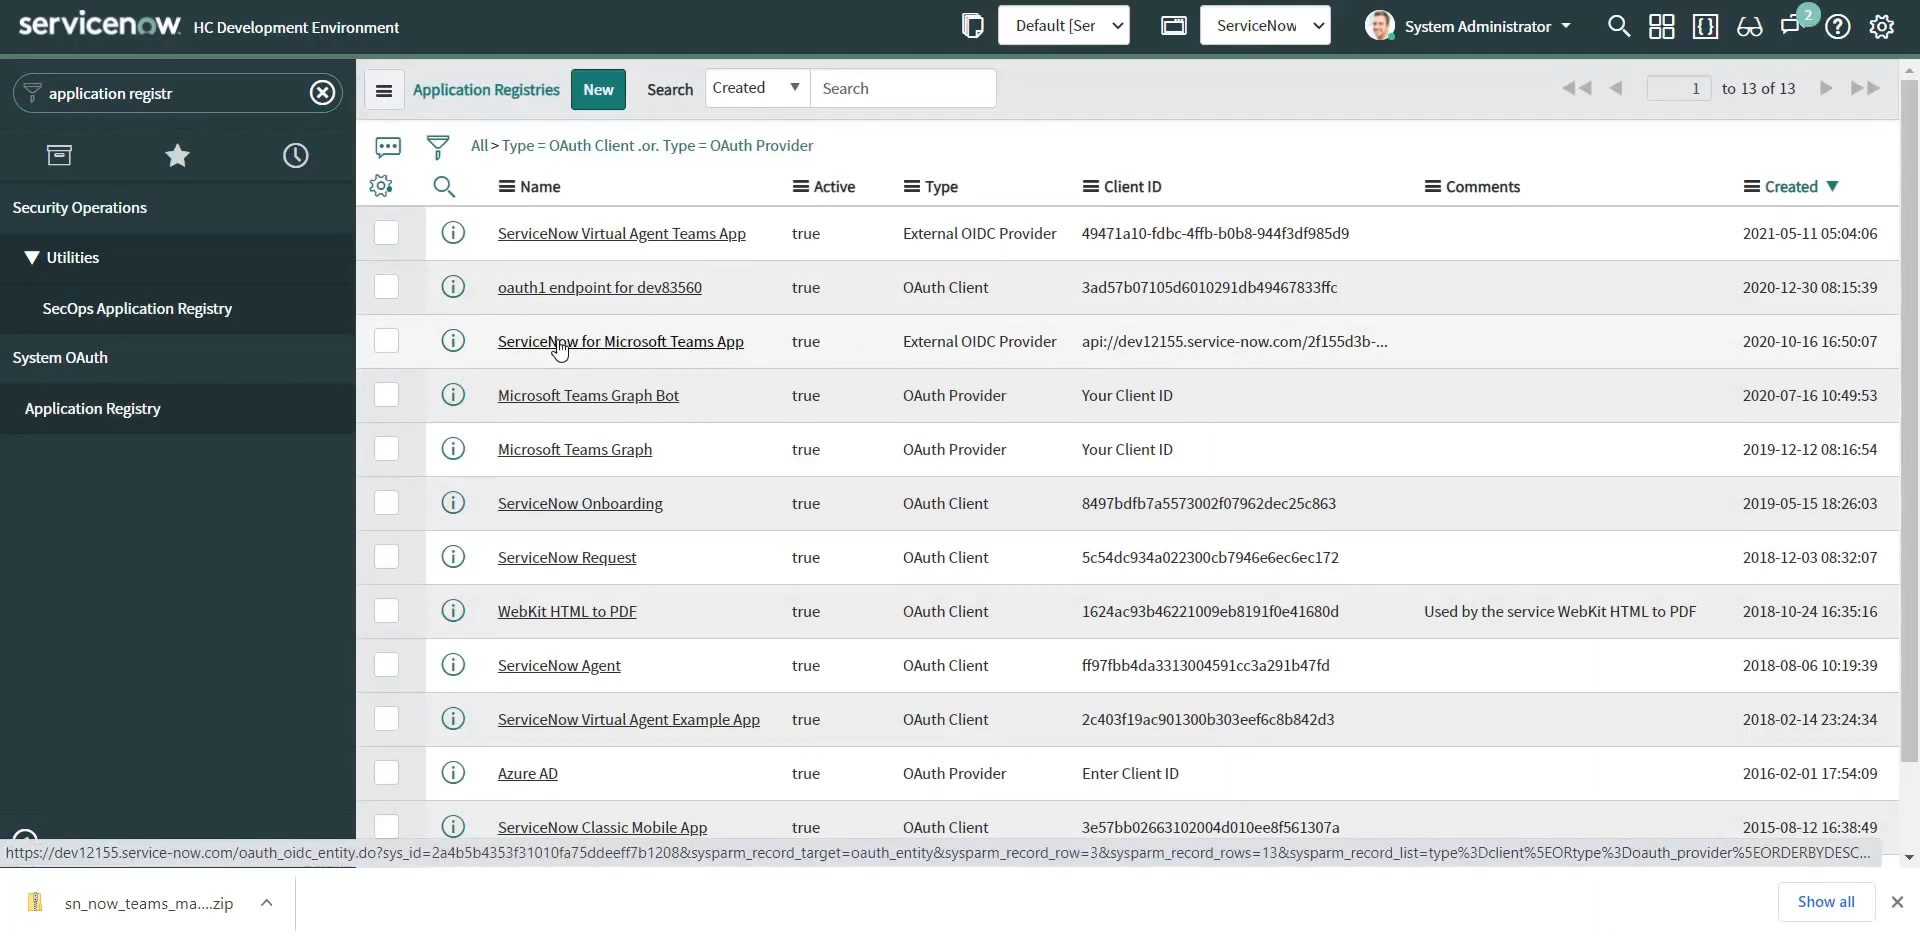 servicenow. HC Development Environment
Default [Ser
ServiceNow
System Administrator
2
application registr
Application Registries
New
Search
Created
Search
1 to 13 of 13
All > Type = OAuth Client .or. Type = OAuth Provider
Name Active Type Client ID Comments Created
Security Operations
Utilities
SecOps Application Registry
System OAuth
Application Registry
ServiceNow Virtual Agent Teams App true External OIDC Provider 49471a10-fdbc-4ffb-b0b8-944f3df985d9 2021-05-11 05:04:06
oauth1 endpoint for dev83560 true OAuth Client 3ad57b07105d6010291db49467833ffc 2020-12-30 08:15:39
ServiceNow for Microsoft Teams App true External OIDC Provider api://dev12155.service-now.com/2f155d3b-... 2020-10-16 16:50:07
Microsoft Teams Graph Bot true OAuth Provider Your Client ID 2020-07-16 10:49:53
Microsoft Teams Graph true OAuth Provider Your Client ID 2019-12-12 08:16:54
ServiceNow Onboarding true OAuth Client 8497bdfb7a5573002f07962dec25c863 2019-05-15 18:26:03
ServiceNow Request true OAuth Client 5c54dc934a022300cb7946e6ec6ec172 2018-12-03 08:32:07
WebKit HTML to PDF true OAuth Client 1624ac93b46221009eb8191f0e41680d Used by the service WebKit HTML to PDF 2018-10-24 16:35:16
ServiceNow Agent true OAuth Client ff97fbb4da3313004591cc3a291b47fd 2018-08-06 10:19:39
ServiceNow Virtual Agent Example App true OAuth Client 2c403f19ac901300b303eef6c8b842d3 2018-02-14 23:24:34
Azure AD true OAuth Provider Enter Client ID 2016-02-01 17:54:09
ServiceNow Classic Mobile App true OAuth Client 3e57bb02663102004d010ee8f561307a 2015-08-12 16:38:49
https://dev12155.service-now.com/oauth_oidc_entity.do?sys_id=2a4b5b4353f31010fa75ddeeff7b1208&sysparm_record_target=oauth_entity&sysparm_record_row=3&sysparm_record_rows=13&sysparm_record_list=type%3Dclient%5EORtype%3Doauth_provider%5EORDERBYDESC...
sn_now_teams_ma....zip
Show all